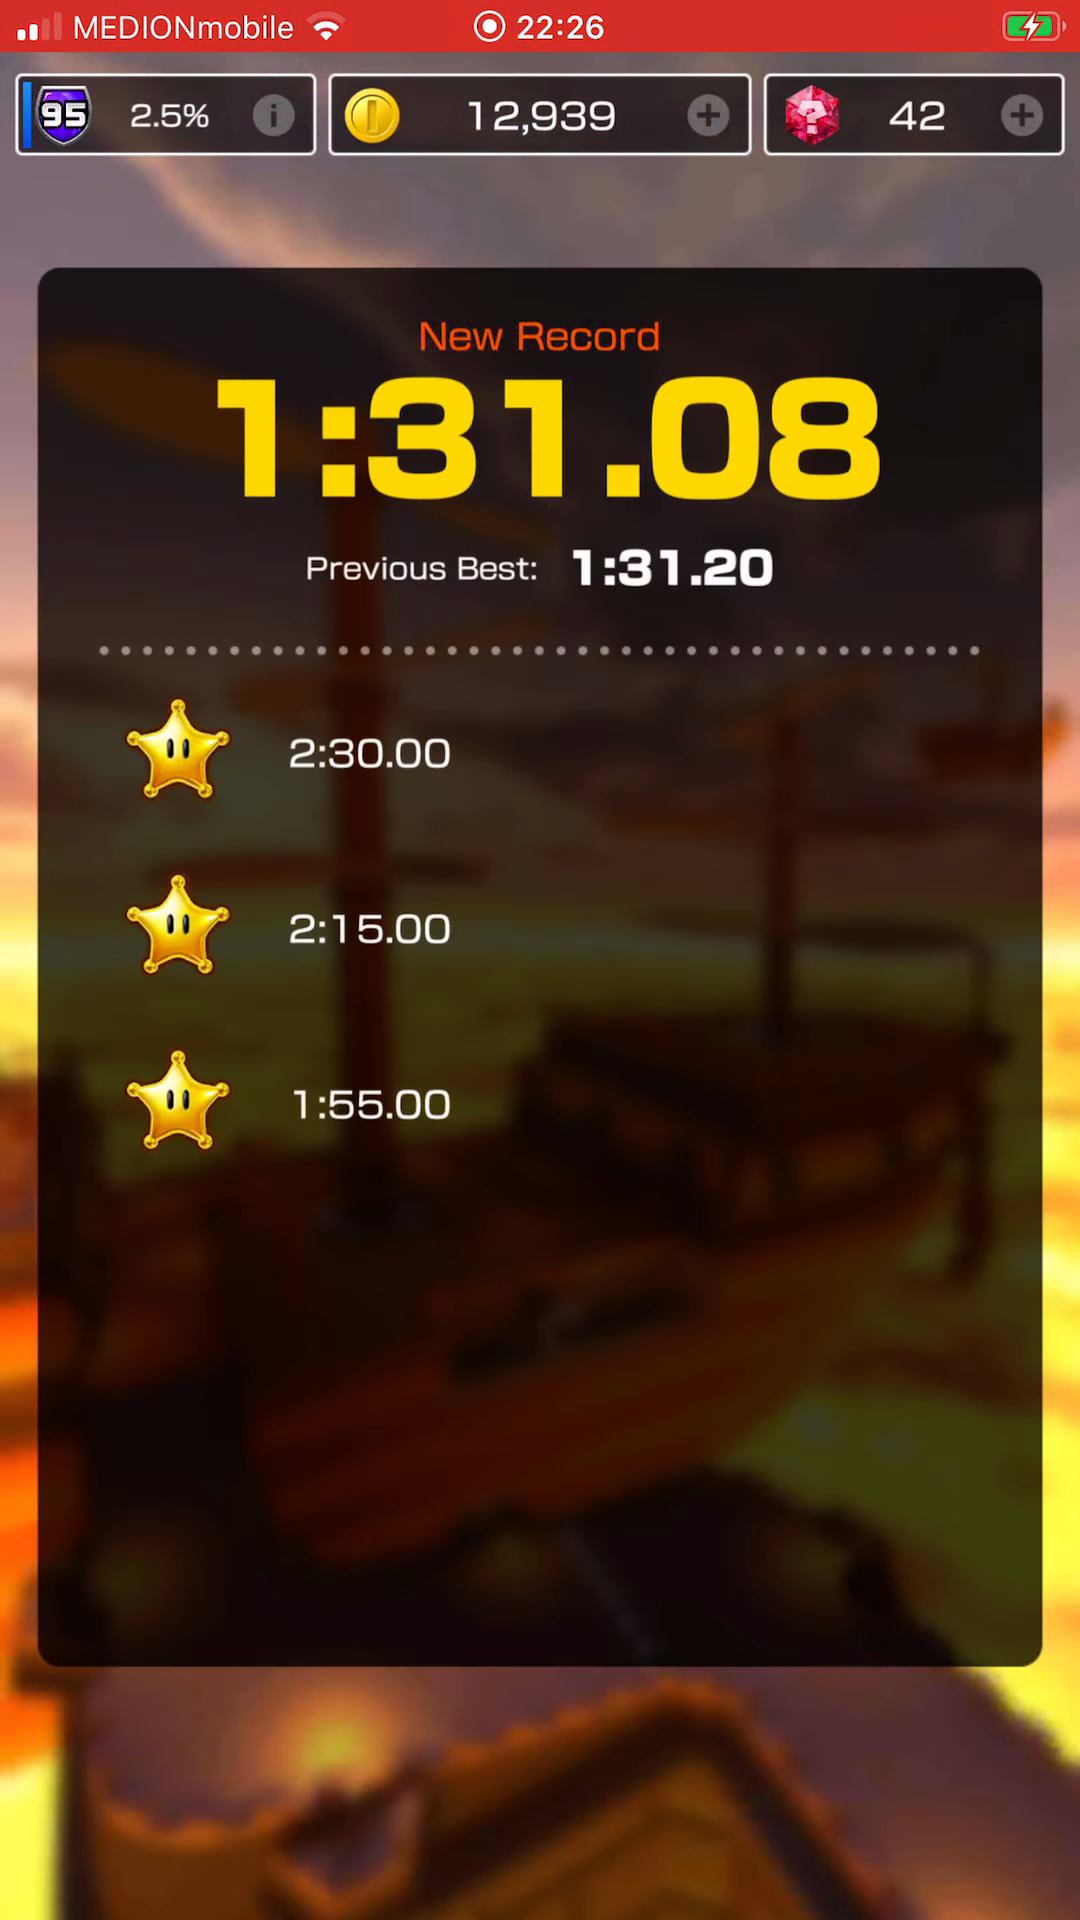 MEDIONmobile 22:26
95 2.5% i 12,939 + ? 42 +
New Record
1:31.08
Previous Best: 1:31.20
2:30.00
2:15.00
1:55.00